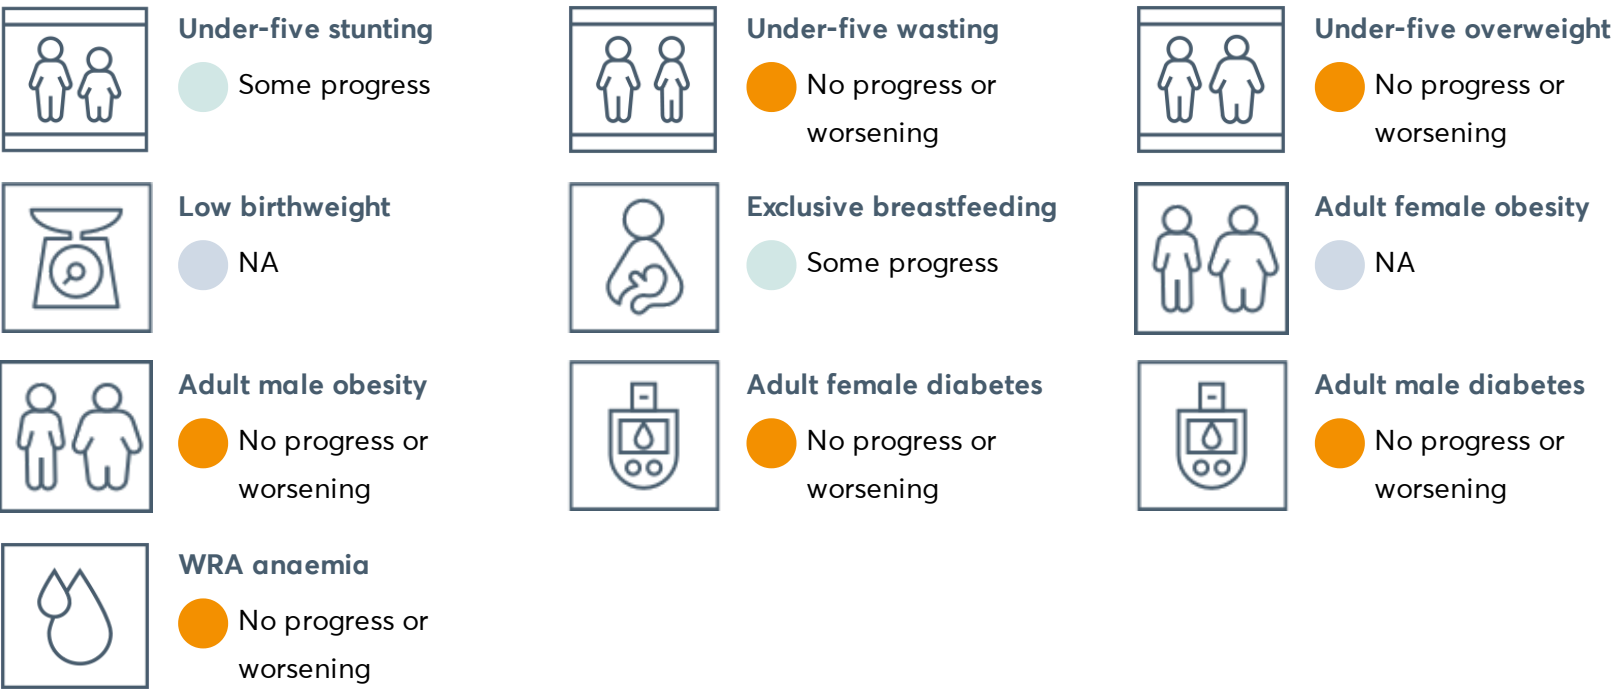 Under-five stunting
Some progress
Under-five wasting
No progress or
worsening
Under-five overweight
No progress or
worsening
Low birthweight
NA
Exclusive breastfeeding
Some progress
Adult female obesity
NA
Adult male obesity
No progress or
worsening
Adult female diabetes
No progress or
worsening
Adult male diabetes
No progress or
worsening
WRA anaemia
No progress or
worsening